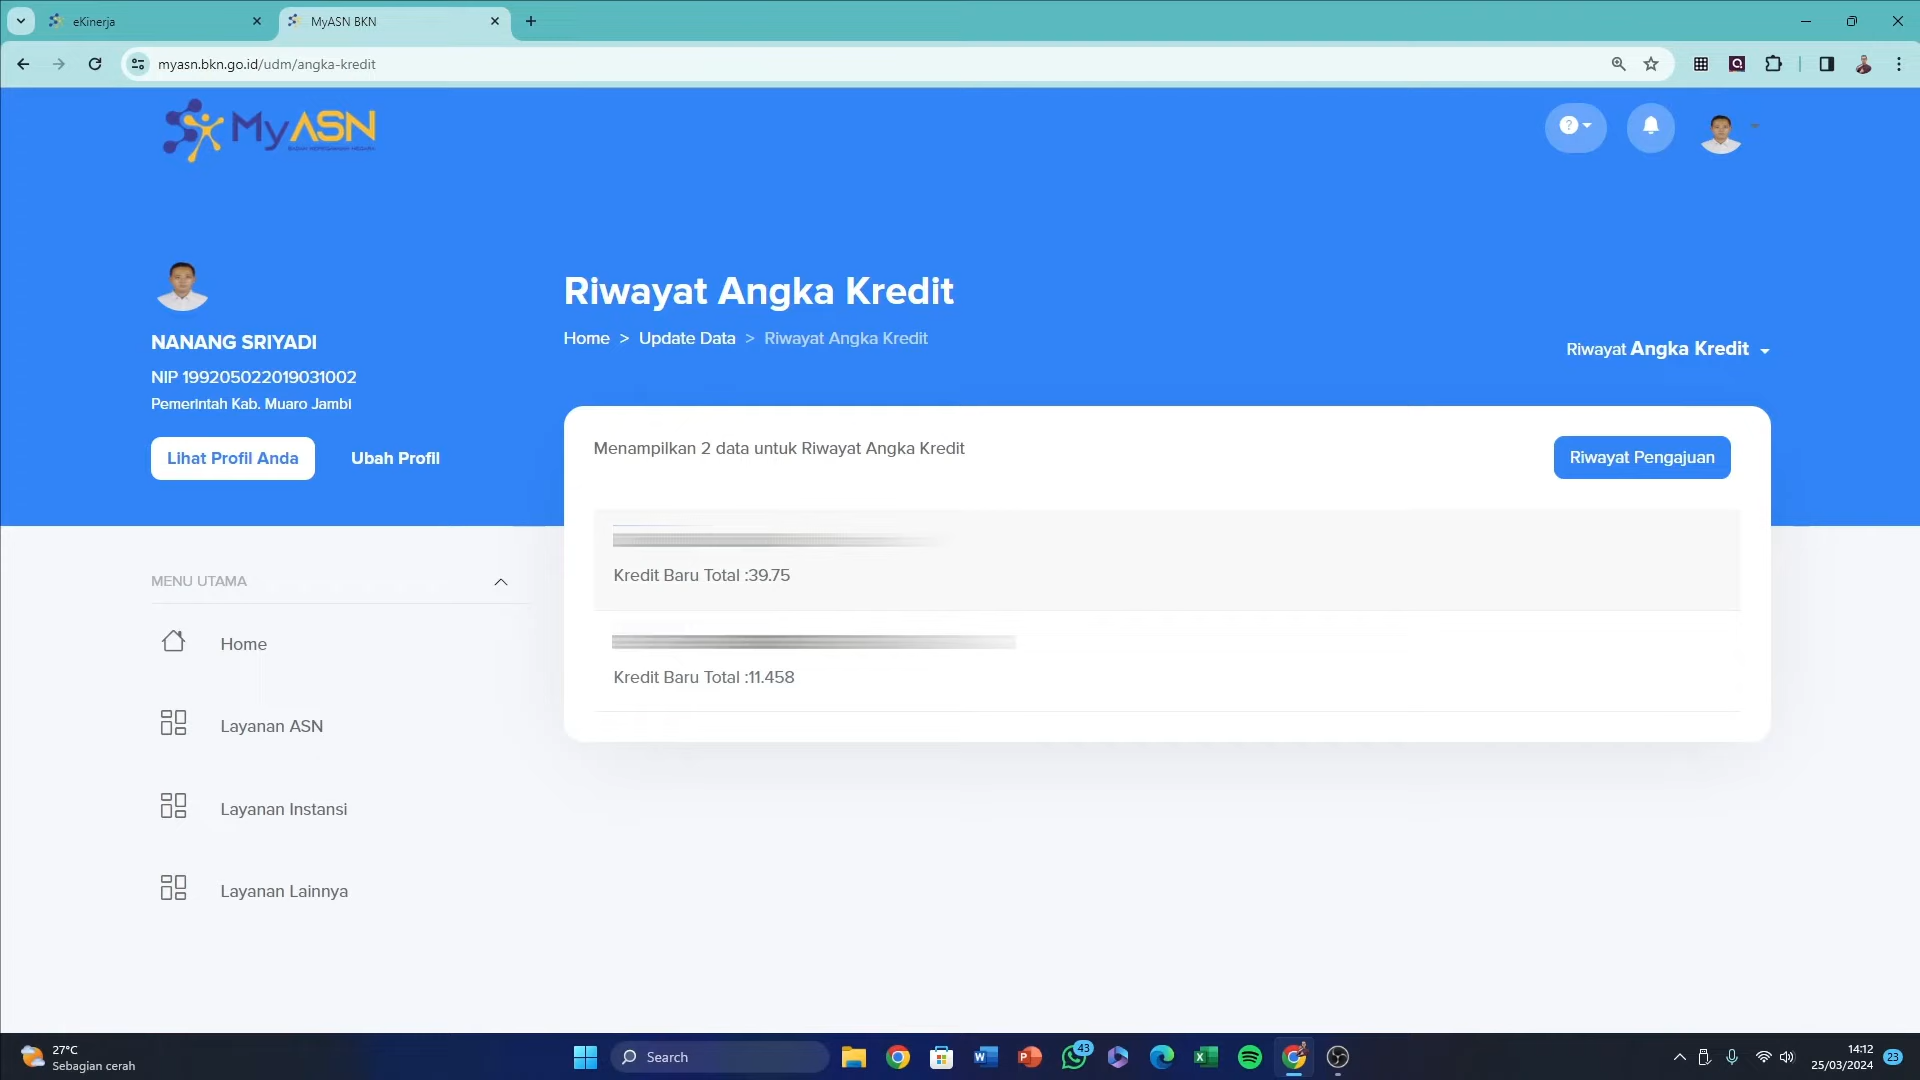 eKinerja
MyASN BKN
myasn.bkn.go.id/udm/angka-kredit
MyASN
NANANG SRIYADI
NIP 199205022019031002
Pemerintah Kab. Muaro Jambi
Lihat Profil Anda
Ubah Profil
MENU UTAMA
Home
Layanan ASN
Layanan Instansi
Layanan Lainnya
Riwayat Angka Kredit
Home > Update Data > Riwayat Angka Kredit
Riwayat Angka Kredit
Menampilkan 2 data untuk Riwayat Angka Kredit
Riwayat Pengajuan
Kredit Baru Total :39.75
Kredit Baru Total :11.458
27°C
Sebagian cerah
Search
43
14:12
25/03/2024
23